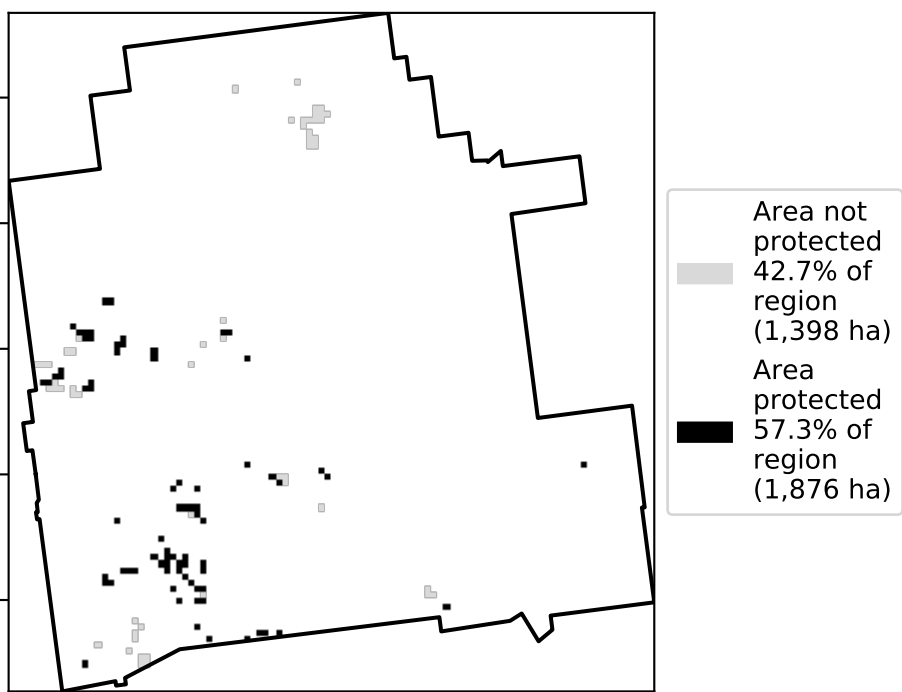 Area not
protected
42.7% of
region
(1,398 ha)
Area
protected
57.3% of
region
(1,876 ha)